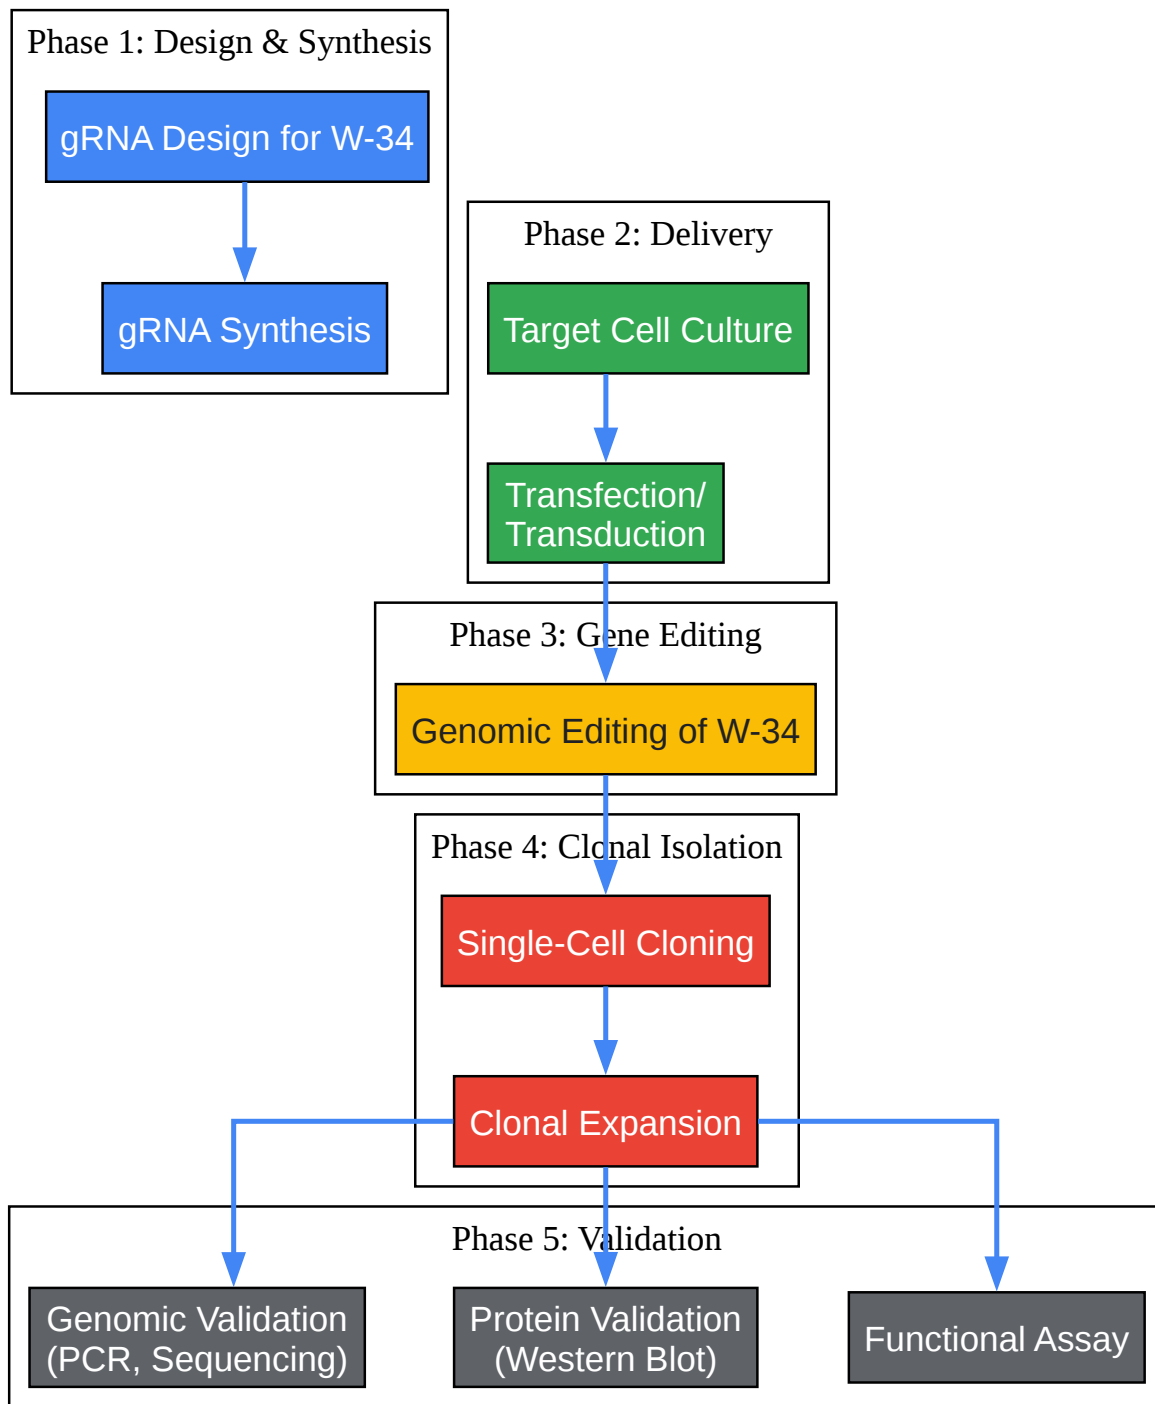 Phase 1: Design & Synthesis
gRNA Design for W-34
gRNA Synthesis
Phase 2: Delivery
Target Cell Culture
Transfection/
Transduction
Phase 3: Gene Editing
Genomic Editing of W-34
Phase 4: Clonal Isolation
Single-Cell Cloning
Clonal Expansion
Phase 5: Validation
Genomic Validation
(PCR, Sequencing)
Protein Validation
(Western Blot)
Functional Assay